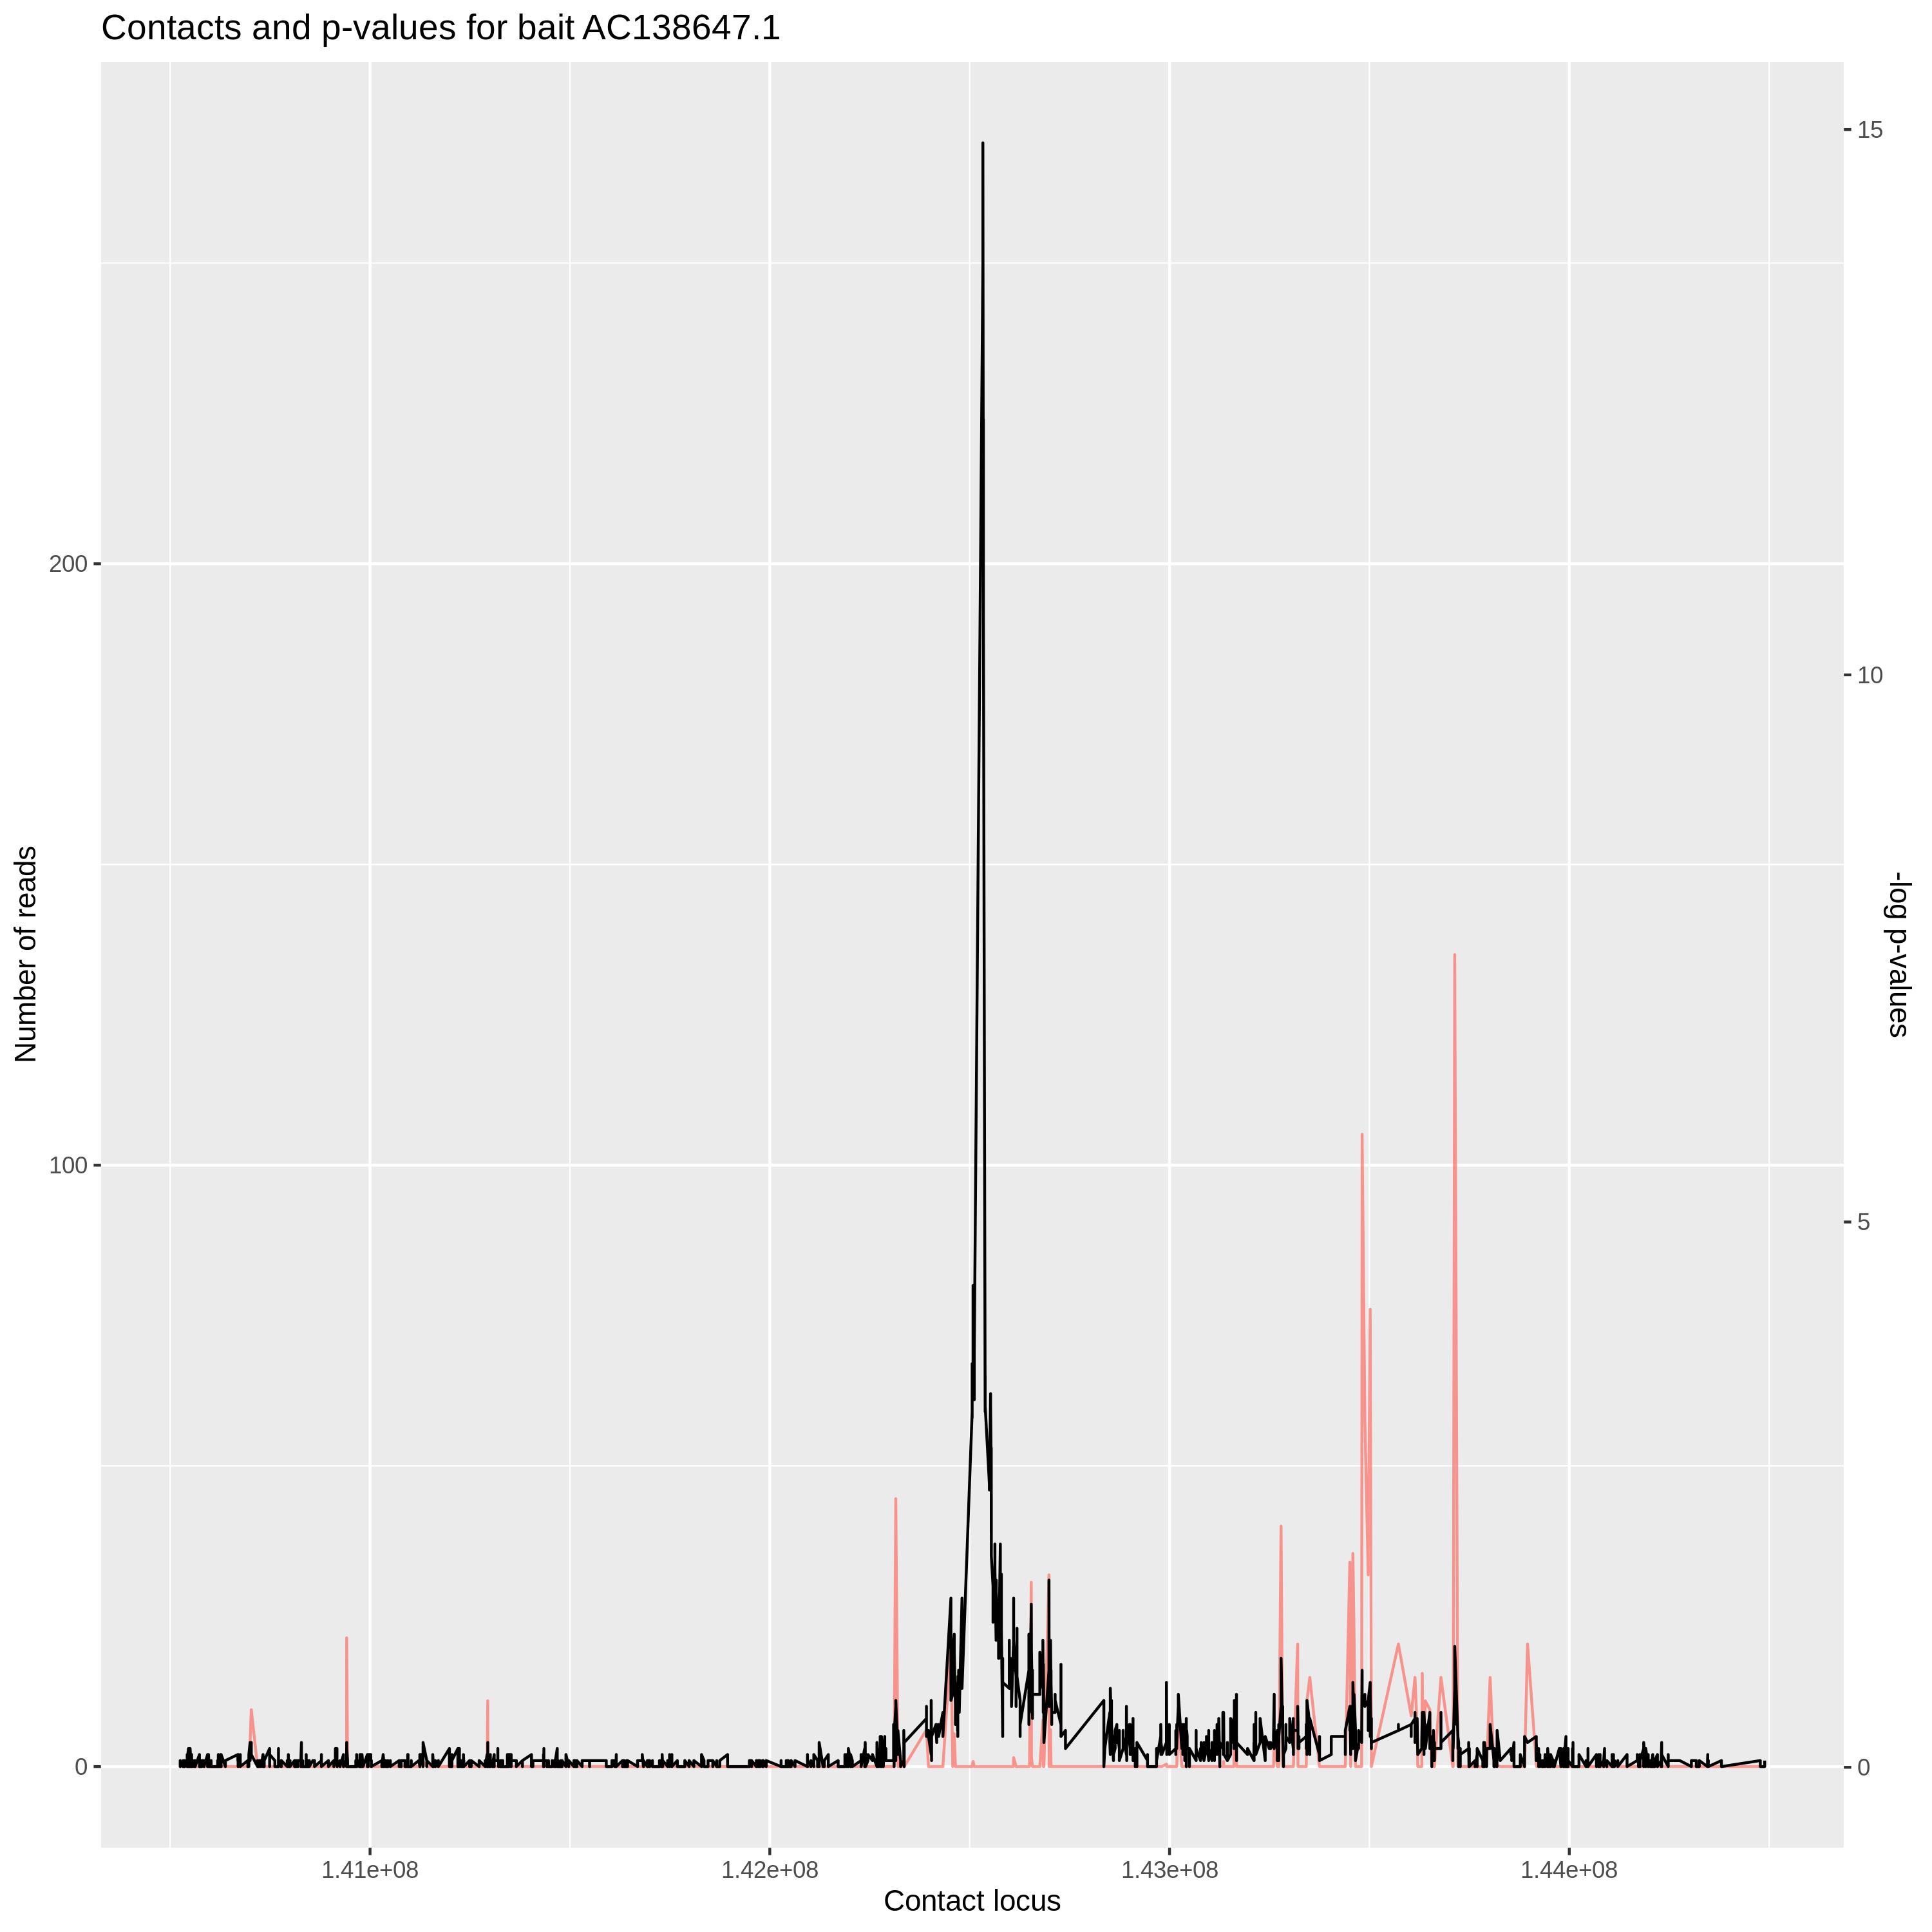 Contacts and p-values for bait AC138647.1
15
200
10
Number of reads
-log p-values
100
5
0
0
1.41e+08
1.42e+08
1.43e+08
1.44e+08
Contact locus